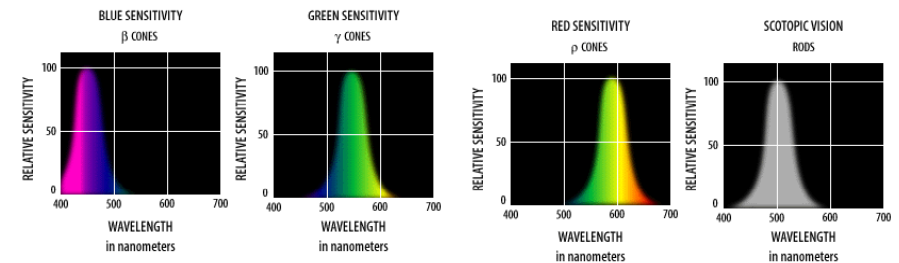 BLUE SENSITIVITY
β CONES
RELATIVE SENSITIVITY
100
50
0
400 500 600 700
WAVELENGTH
in nanometers
GREEN SENSITIVITY
γ CONES
RELATIVE SENSITIVITY
100
50
0
400 500 600 700
WAVELENGTH
in nanometers
RED SENSITIVITY
ρ CONES
RELATIVE SENSITIVITY
100
50
0
400 500 600 700
WAVELENGTH
in nanometers
SCOTOPIC VISION
RODS
RELATIVE SENSITIVITY
100
50
0
400 500 600 700
WAVELENGTH
in nanometers